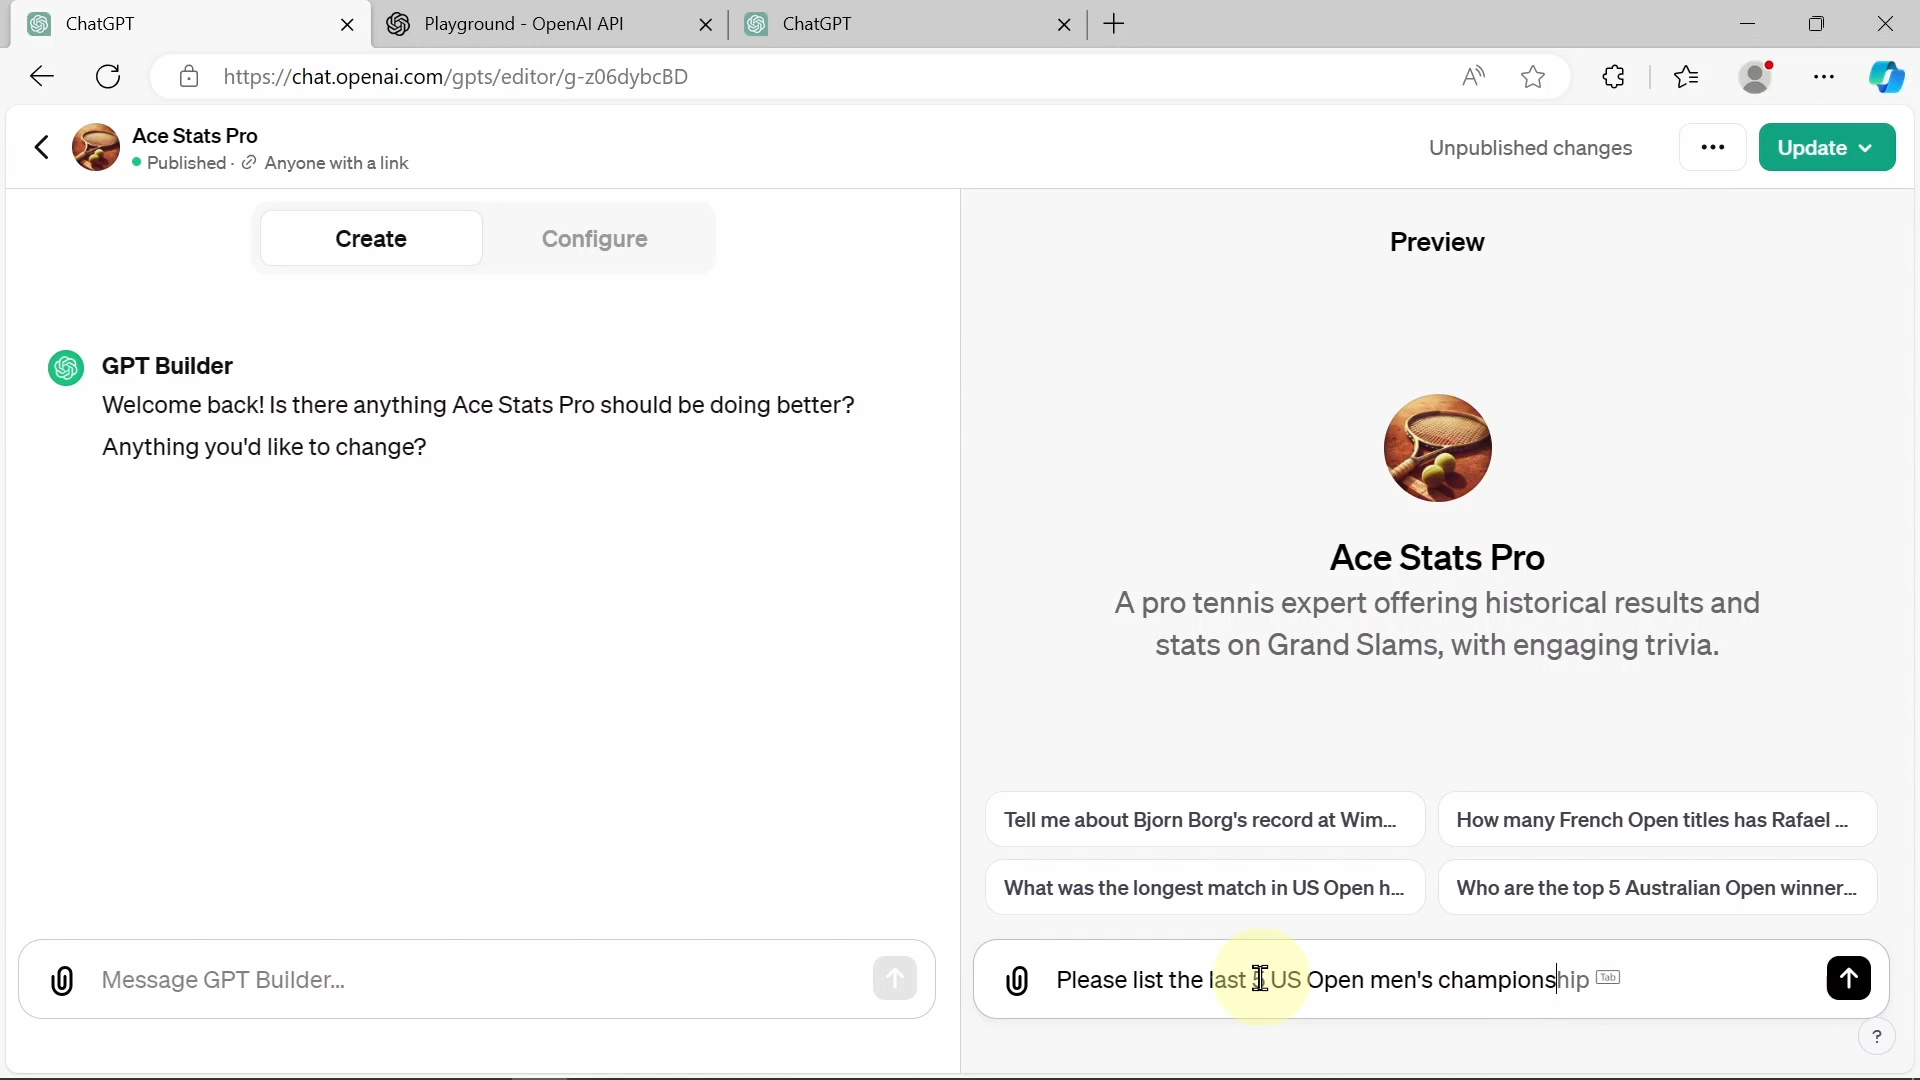 ChatGPT
Playground - OpenAI API
ChatGPT
https://chat.openai.com/gpts/editor/g-z06dybcBD
Ace Stats Pro
Published · Anyone with a link
Unpublished changes
Update
Create
Configure
Preview
GPT Builder
Welcome back! Is there anything Ace Stats Pro should be doing better?
Anything you'd like to change?
Ace Stats Pro
A pro tennis expert offering historical results and
stats on Grand Slams, with engaging trivia.
Tell me about Bjorn Borg's record at Wim...
How many French Open titles has Rafael ...
What was the longest match in US Open h...
Who are the top 5 Australian Open winner...
Message GPT Builder...
Please list the last 5 US Open men's championship Tab
?